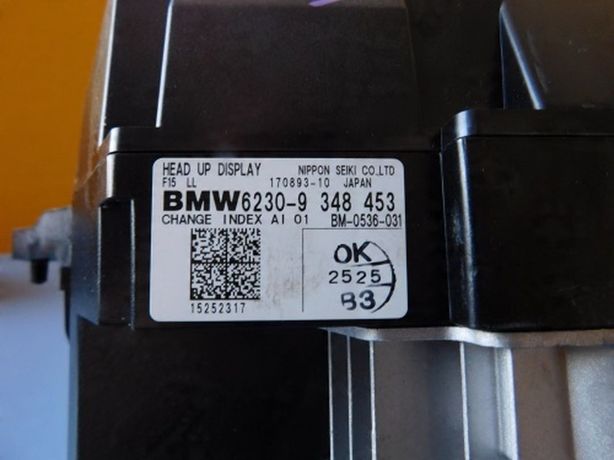 HEAD UP DISPLAY NIPPON SEIKI CO.,LTD
F15 LL 170893-10 JAPAN
BMW6230-9 348 453
CHANGE INDEX AI 01 BM-0536-031
OK
2525
B3
15252317